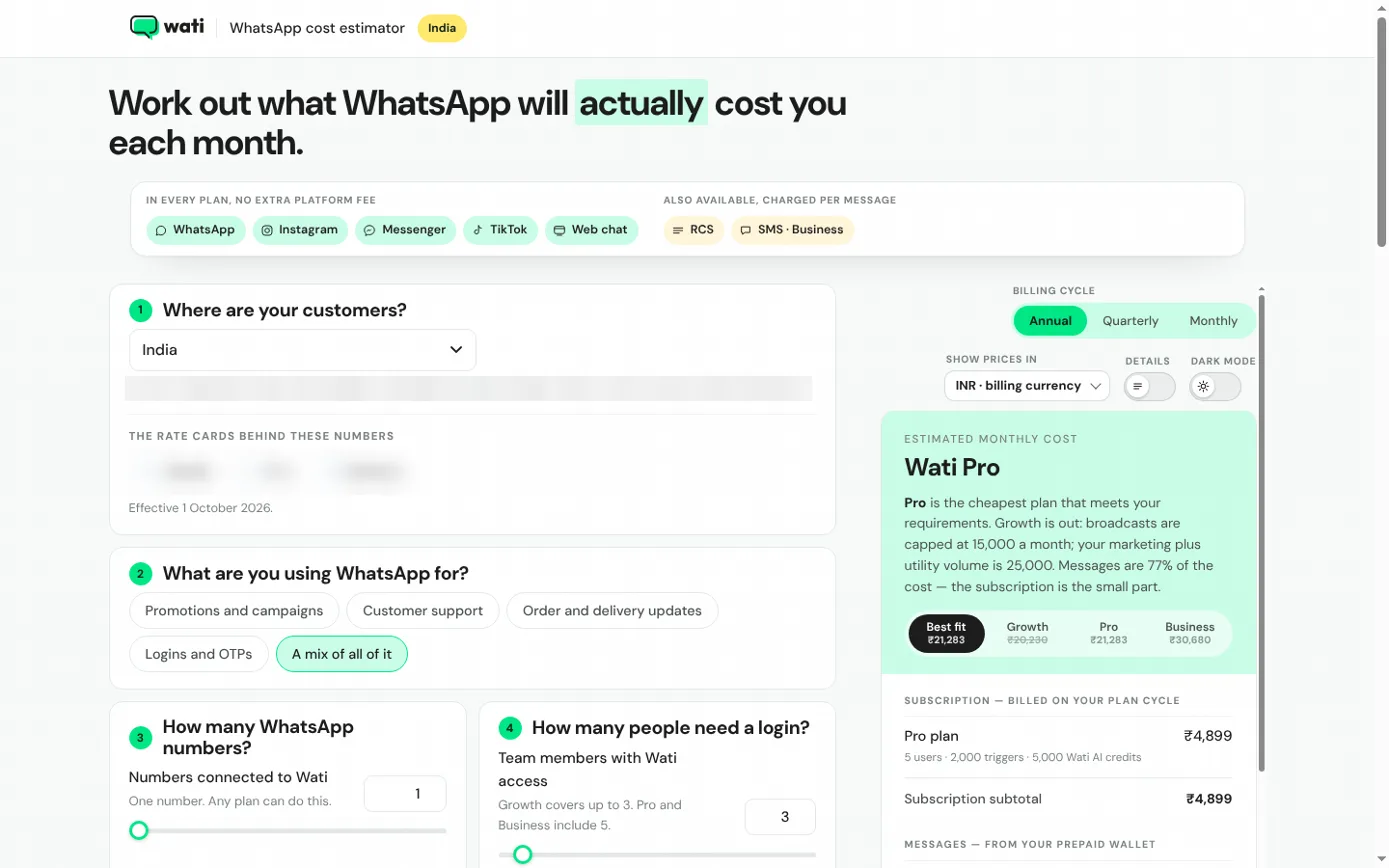 wati
WhatsApp cost estimator
India
Work out what WhatsApp will actually cost you
each month.
IN EVERY PLAN, NO EXTRA PLATFORM FEE
WhatsApp
Instagram
Messenger
TikTok
Web chat
ALSO AVAILABLE, CHARGED PER MESSAGE
RCS
SMS · Business
1
Where are your customers?
India
THE RATE CARDS BEHIND THESE NUMBERS
Effective 1 October 2026.
2
What are you using WhatsApp for?
Promotions and campaigns
Customer support
Order and delivery updates
Logins and OTPs
A mix of all of it
3
How many WhatsApp
numbers?
Numbers connected to Wati
One number. Any plan can do this.
1
4
How many people need a login?
Team members with Wati
access
Growth covers up to 3. Pro and
Business include 5.
3
BILLING CYCLE
Annual
Quarterly
Monthly
SHOW PRICES IN
INR · billing currency
DETAILS
DARK MODE
ESTIMATED MONTHLY COST
Wati Pro
Pro is the cheapest plan that meets your
requirements. Growth is out: broadcasts are
capped at 15,000 a month; your marketing plus
utility volume is 25,000. Messages are 77% of the
cost — the subscription is the small part.
Best fit
₹21,283
Growth
₹20,230
Pro
₹21,283
Business
₹30,680
SUBSCRIPTION — BILLED ON YOUR PLAN CYCLE
Pro plan
₹4,899
5 users · 2,000 triggers · 5,000 Wati AI credits
Subscription subtotal
₹4,899
MESSAGES — FROM YOUR PREPAID WALLET